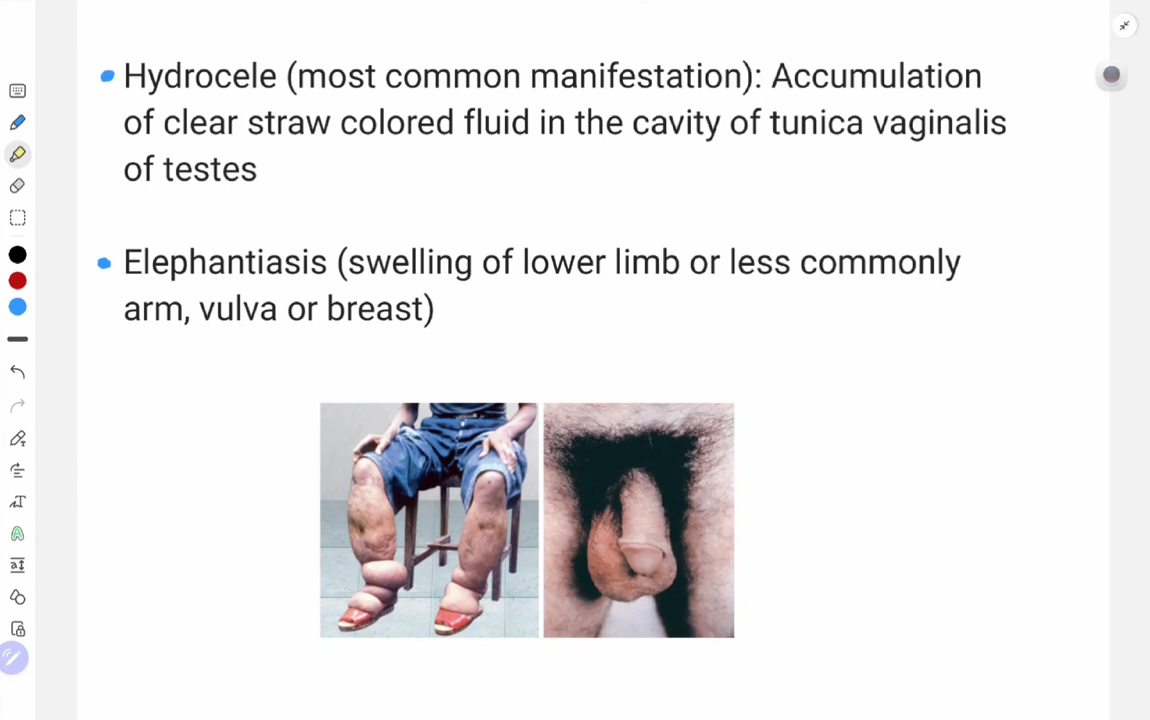 Hydrocele (most common manifestation): Accumulation
of clear straw colored fluid in the cavity of tunica vaginalis
of testes
Elephantiasis (swelling of lower limb or less commonly
arm, vulva or breast)